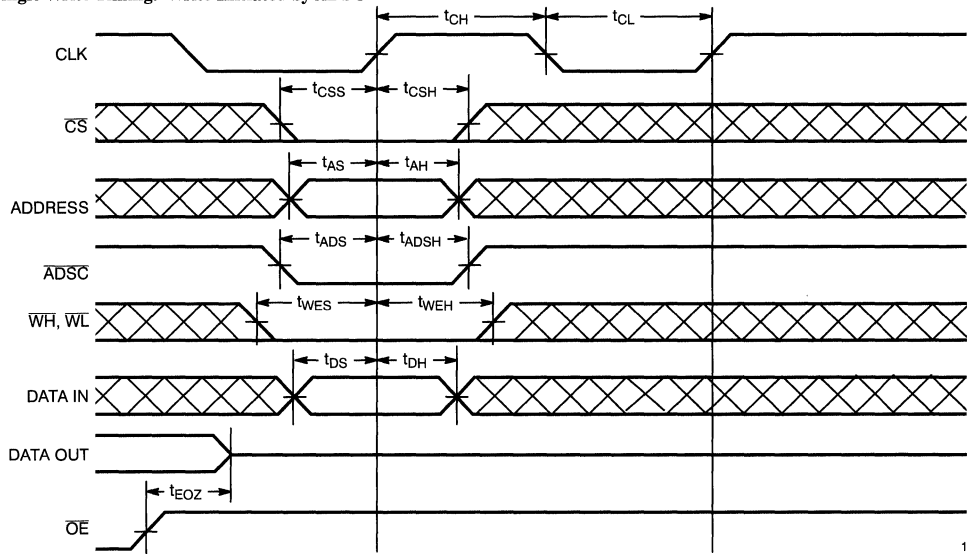 tCH
tCL
CLK
tCSS
tCSH
CS
tAS
tAH
ADDRESS
tADS
tADSH
ADSC
tWES
tWEH
WH, WL
tDS
tDH
DATA IN
DATA OUT
tEOZ
OE
1